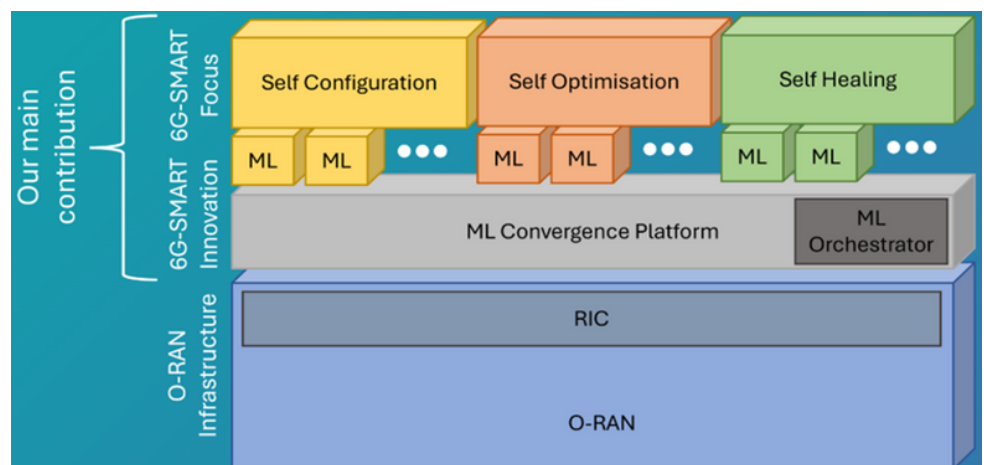 Our main
contribution
6G-SMART
Focus
Self Configuration
Self Optimisation
Self Healing
6G-SMART
Innovation
ML
ML
ML
ML
ML
ML
ML Convergence Platform
ML
Orchestrator
O-RAN
Infrastructure
RIC
O-RAN